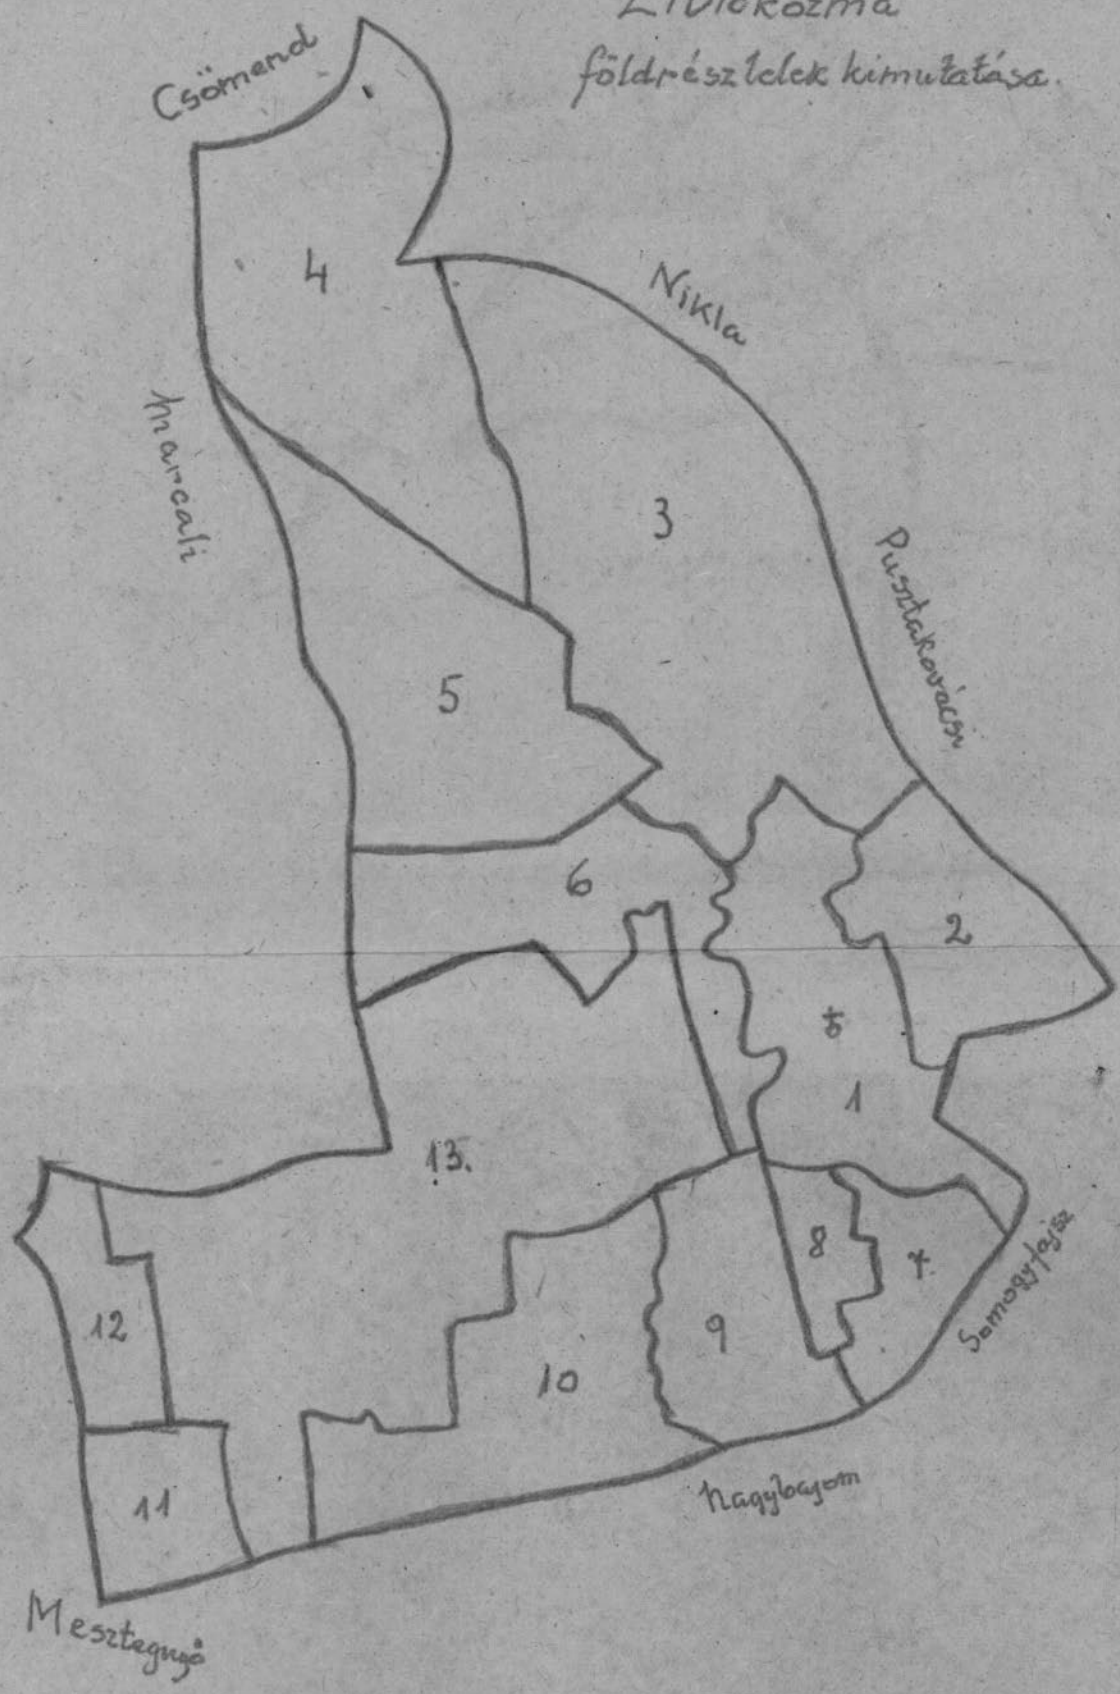 Libickozma
földrészletek kimutatása.
Csömend
Nikla
4
Marcali
3
Pusztakovácsi
5
6
2
1
13.
8
7.
Somogyfajsz
12
9
10
11
Nagybajom
Mesztegnyő